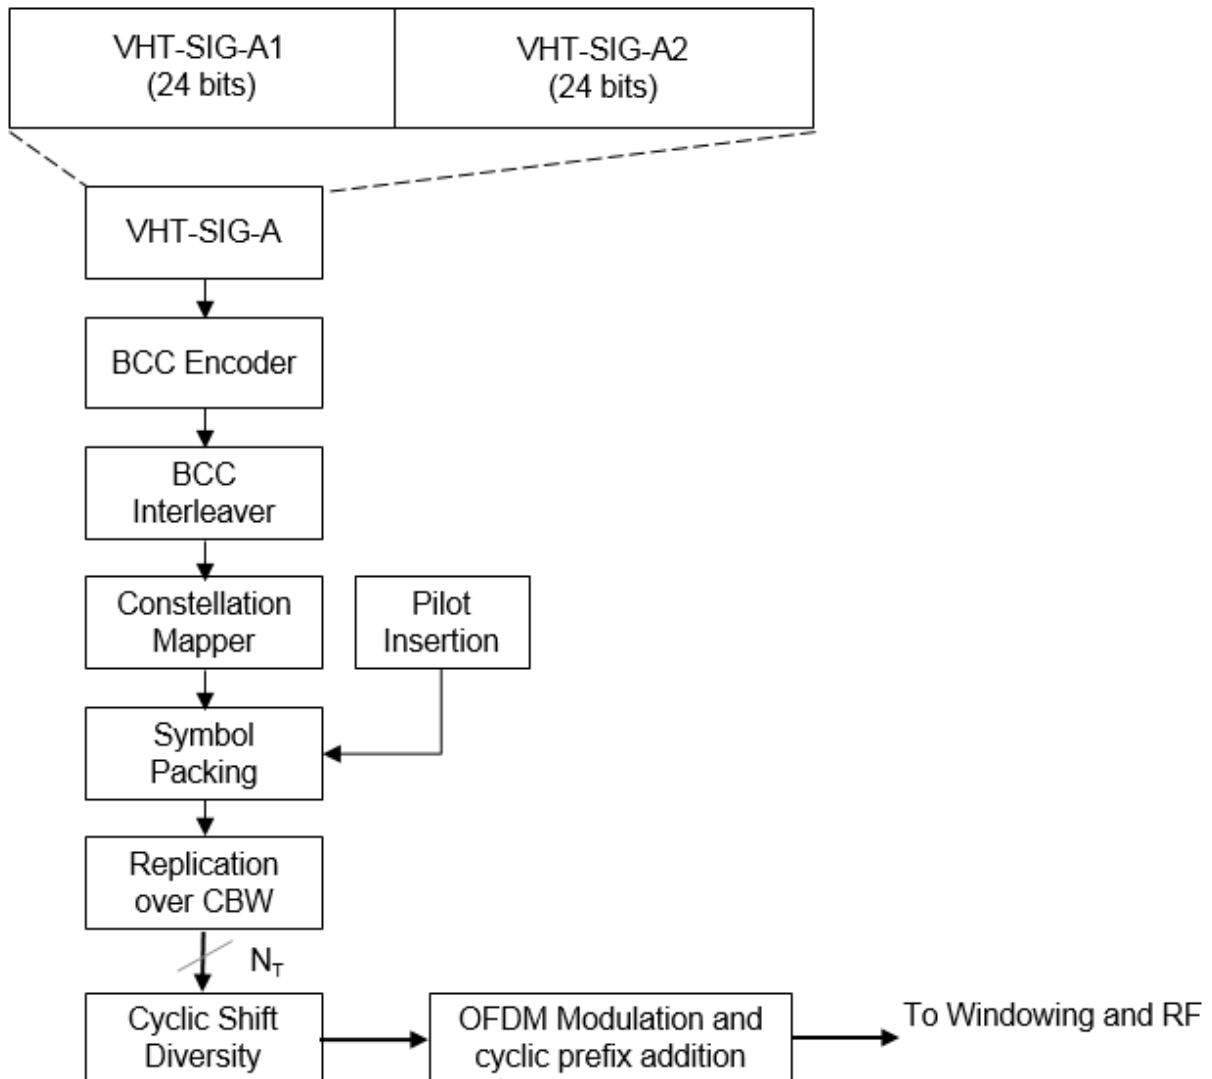 VHT-SIG-A1
(24 bits)
VHT-SIG-A2
(24 bits)
VHT-SIG-A
BCC Encoder
BCC
Interleaver
Constellation
Mapper
Pilot
Insertion
Symbol
Packing
Replication
over CBW
N_T
Cyclic Shift
Diversity
OFDM Modulation and
cyclic prefix addition
To Windowing and RF